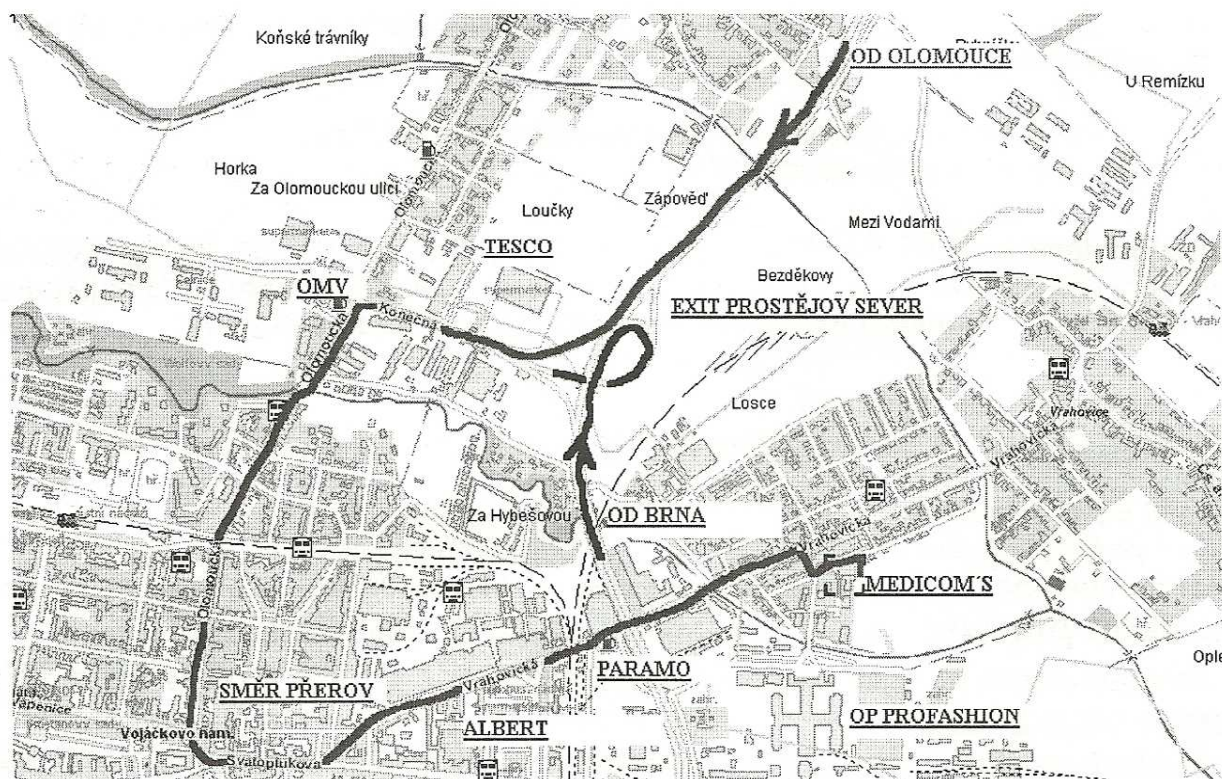 Koňské trávníky
OD OLOMOUCE
U Remízku
Horka
Za Olomouckou ulicí
Olomoucká
Loučky
Zápověď
Mezi Vodami
TESCO
Bezděkovy
OMV
EXIT PROSTĚJOV SEVER
Konečná
Olomoucká
Losce
Vrahovice
Vrahovická
Za Hybešovou
OD BRNA
Vrahovická
MEDICOM´S
Olomoucká
Vrahovická
PARAMO
SMĚR PŘEROV
ALBERT
OP PROFASHION
Vojáčkovo nám.
Svatoplukova